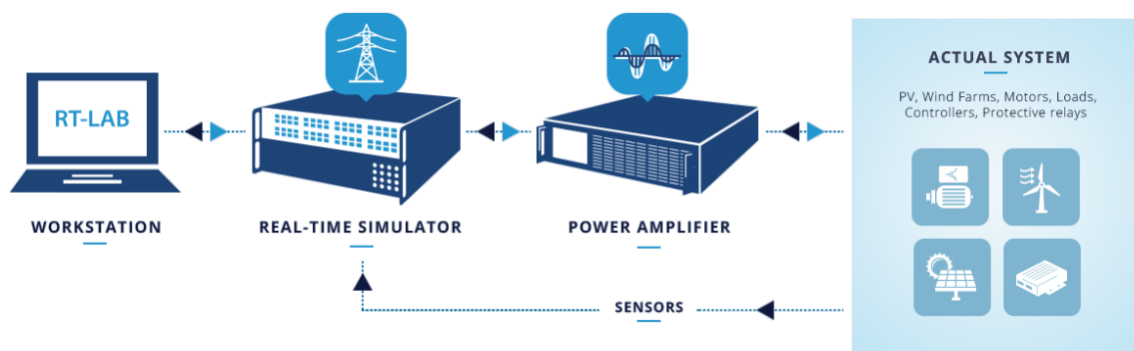 RT-LAB
WORKSTATION
REAL-TIME SIMULATOR
POWER AMPLIFIER
SENSORS
ACTUAL SYSTEM
PV, Wind Farms, Motors, Loads,
Controllers, Protective relays